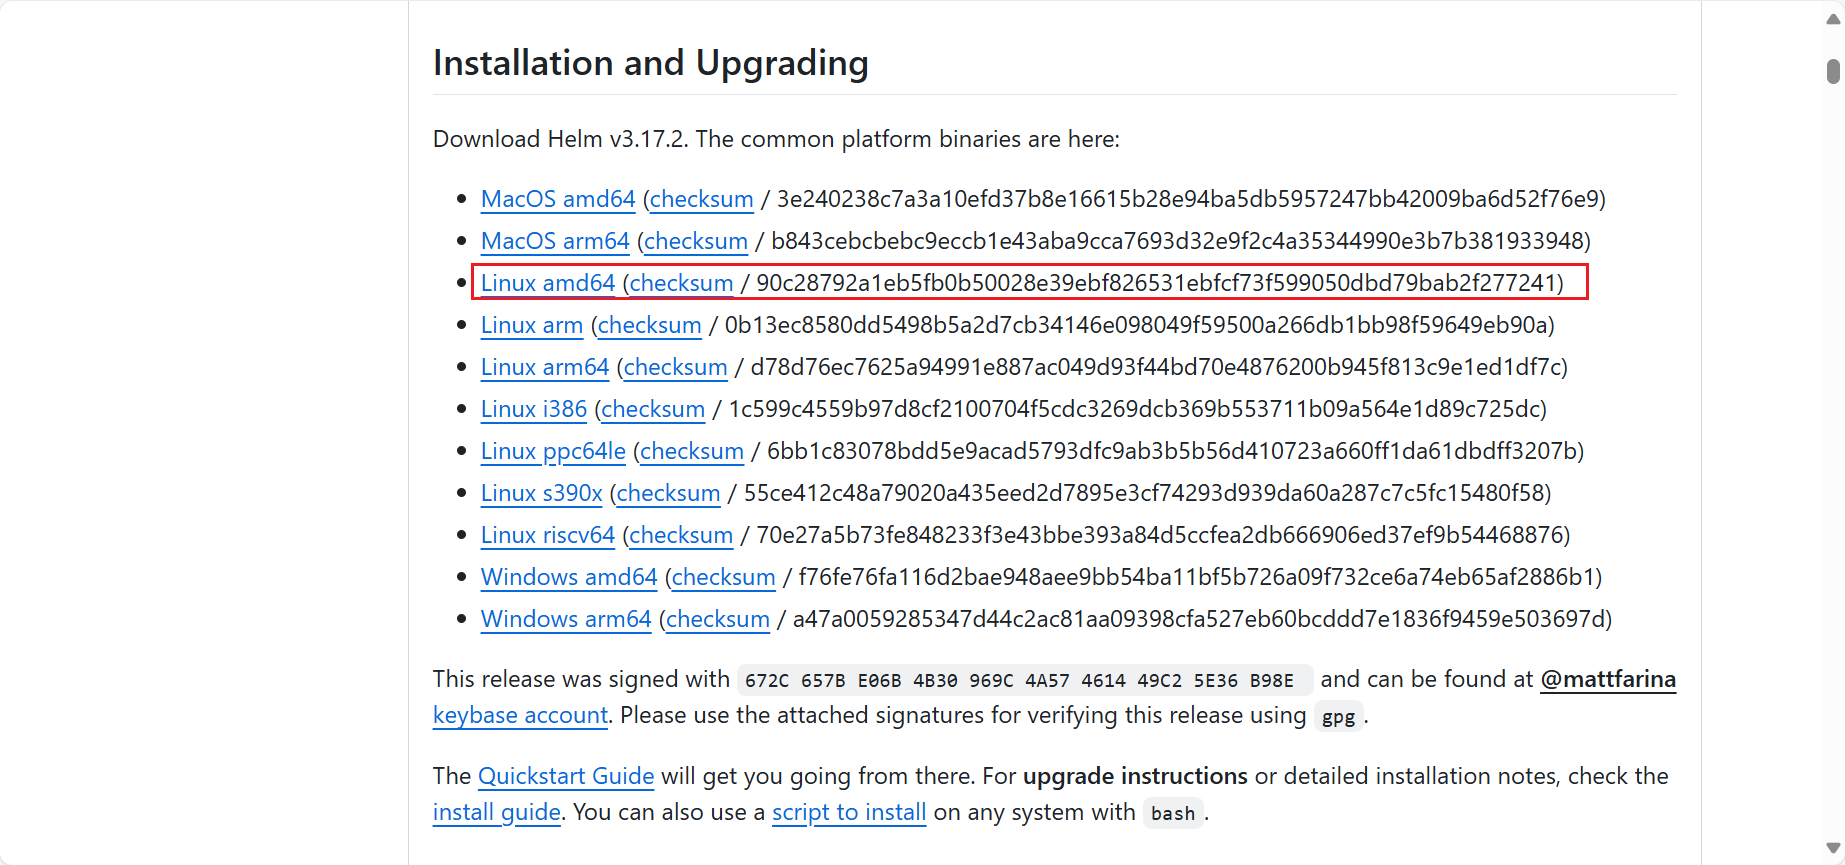 Installation and Upgrading
Download Helm v3.17.2. The common platform binaries are here:
• MacOS amd64 (checksum / 3e240238c7a3a10efd37b8e16615b28e94ba5db5957247bb42009ba6d52f76e9)
• MacOS arm64 (checksum / b843cebcbebc9eccb1e43aba9cca7693d32e9f2c4a35344990e3b7b381933948)
• Linux amd64 (checksum / 90c28792a1eb5fb0b50028e39ebf826531ebfcf73f599050dbd79bab2f277241)
• Linux arm (checksum / 0b13ec8580dd5498b5a2d7cb34146e098049f59500a266db1bb98f59649eb90a)
• Linux arm64 (checksum / d78d76ec7625a94991e887ac049d93f44bd70e4876200b945f813c9e1ed1df7c)
• Linux i386 (checksum / 1c599c4559b97d8cf2100704f5cdc3269dcb369b553711b09a564e1d89c725dc)
• Linux ppc64le (checksum / 6bb1c83078bdd5e9acad5793dfc9ab3b5b56d410723a660ff1da61dbdff3207b)
• Linux s390x (checksum / 55ce412c48a79020a435eed2d7895e3cf74293d939da60a287c7c5fc15480f58)
• Linux riscv64 (checksum / 70e27a5b73fe848233f3e43bbe393a84d5ccfea2db666906ed37ef9b54468876)
• Windows amd64 (checksum / f76fe76fa116d2bae948aee9bb54ba11bf5b726a09f732ce6a74eb65af2886b1)
• Windows arm64 (checksum / a47a0059285347d44c2ac81aa09398cfa527eb60bcddd7e1836f9459e503697d)
This release was signed with 672C 657B E06B 4B30 969C 4A57 4614 49C2 5E36 B98E and can be found at @mattfarina
keybase account. Please use the attached signatures for verifying this release using gpg.
The Quickstart Guide will get you going from there. For upgrade instructions or detailed installation notes, check the
install guide. You can also use a script to install on any system with bash.